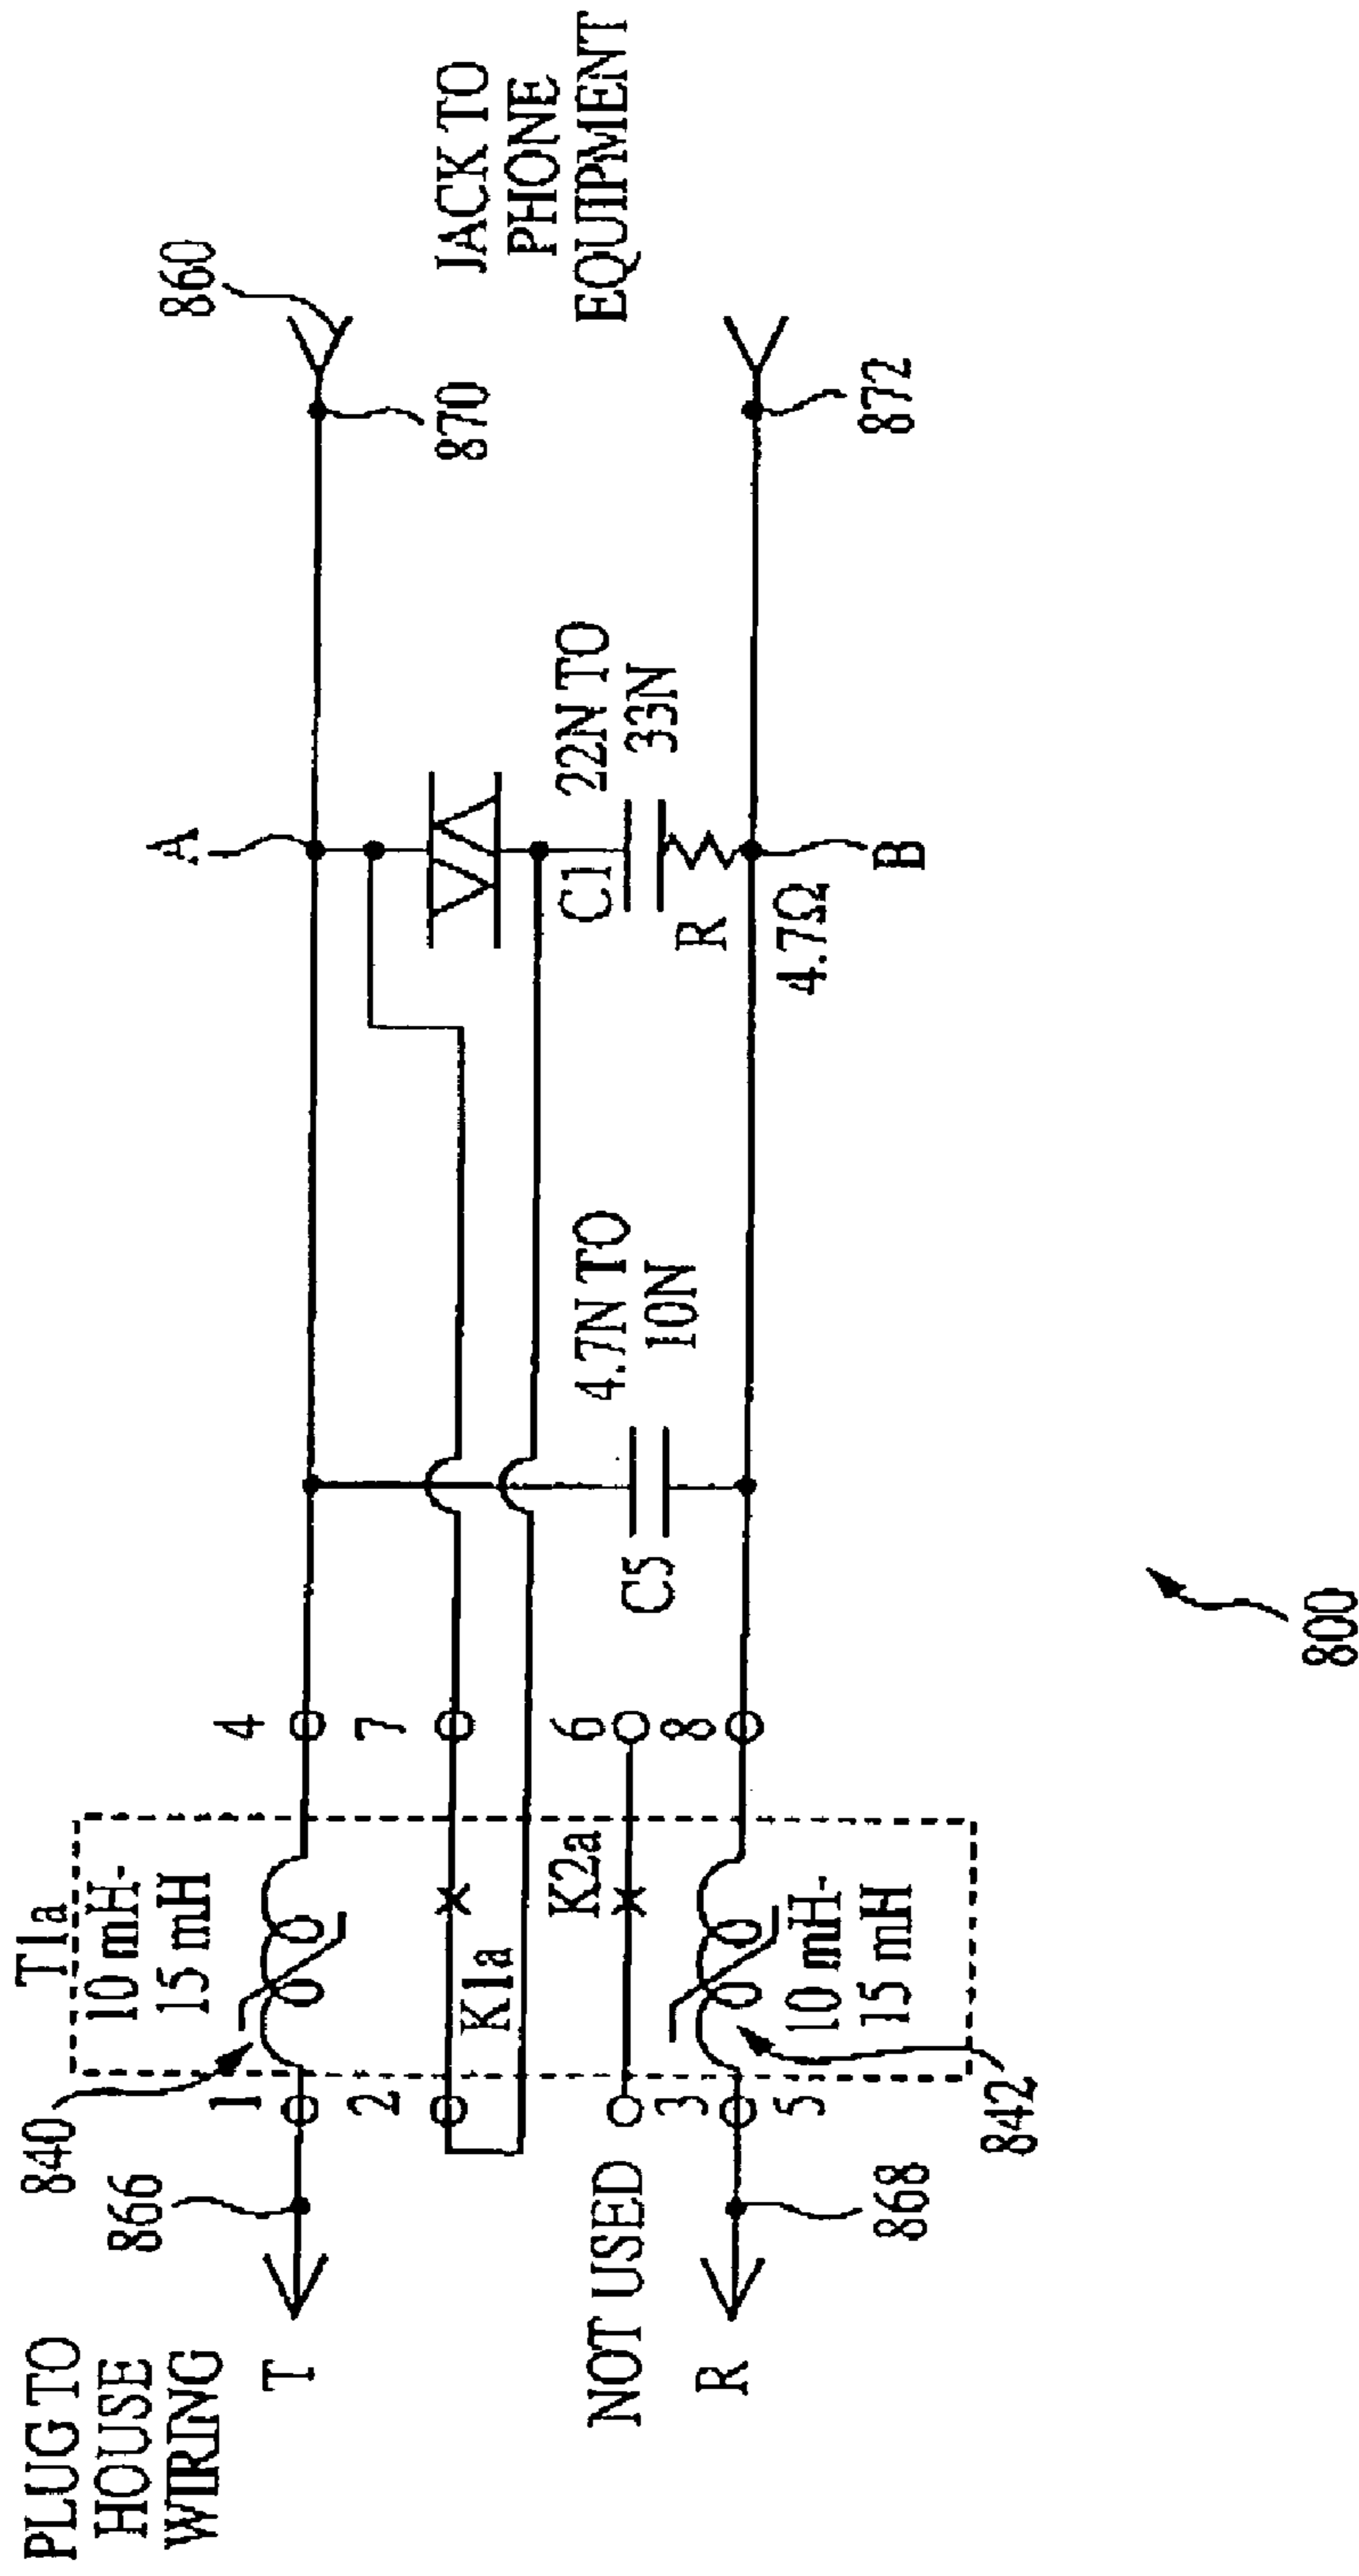 PLUG TO
HOUSE
WIRING
T
866
840
T1a
10 mH-
15 mH
1
4
2
7
K1a
NOT USED
K2a
6
3
8
5
R
868
842
10 mH-
15 mH
C5
4.7N TO
10N
A
C1
22N TO
33N
R
4.7Ω
B
860
870
JACK TO
PHONE
EQUIPMENT
872
800